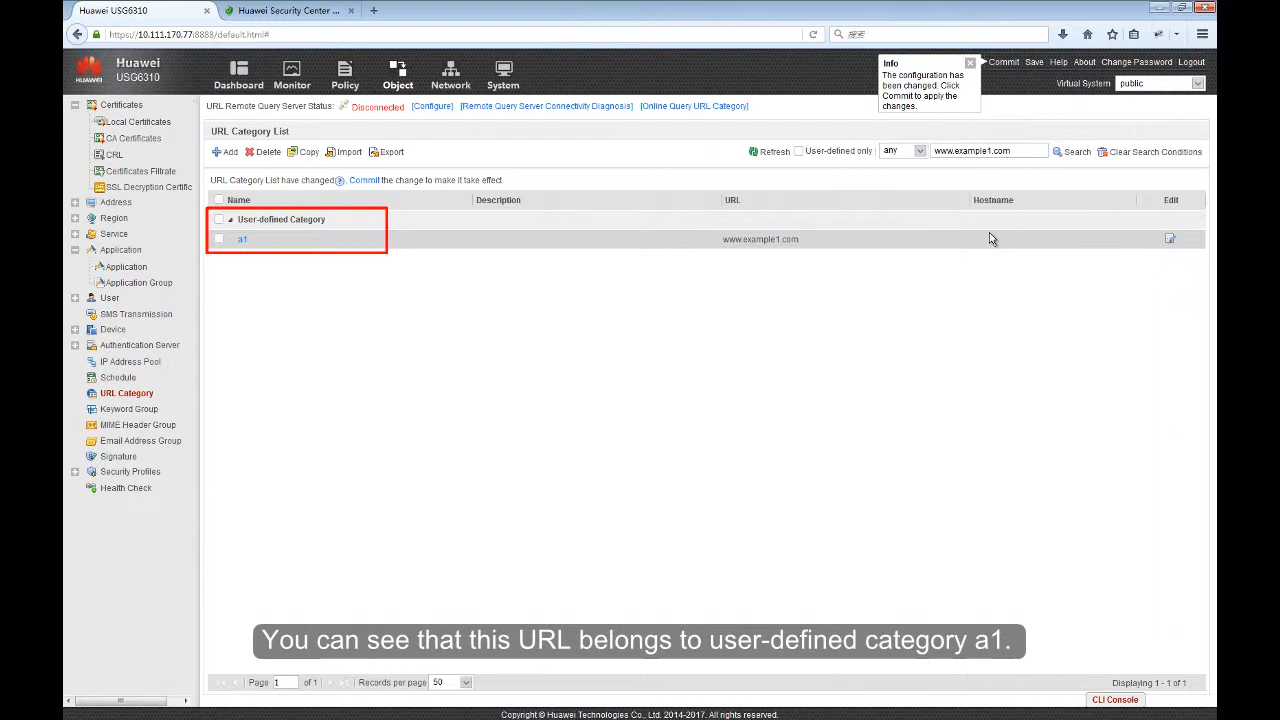 Huawei USG6310
Huawei Security Center ...
https://10.111.170.77:8888/default.html#
搜索
HUAWEI
Huawei
USG6310
Dashboard Monitor Policy Object Network System
Info
The configuration has
been changed. Click
Commit to apply the
changes.
Commit Save Help About Change Password Logout
Virtual System public
Certificates
Local Certificates
CA Certificates
CRL
Certificates Filtrate
SSL Decryption Certific
Address
Region
Service
Application
Application
Application Group
User
SMS Transmission
Device
Authentication Server
IP Address Pool
Schedule
URL Category
Keyword Group
MIME Header Group
Email Address Group
Signature
Security Profiles
Health Check
URL Remote Query Server Status: Disconnected [Configure] [Remote Query Server Connectivity Diagnosis] [Online Query URL Category]
URL Category List
Add Delete Copy Import Export Refresh User-defined only any www.example1.com Search Clear Search Conditions
URL Category List have changed, Commit the change to make it take effect
Name Description URL Hostname Edit
User-defined Category
a1 www.example1.com
You can see that this URL belongs to user-defined category a1.
Page 1 of 1 Records per page 50 Displaying 1 - 1 of 1
CLI Console
Copyright © Huawei Technologies Co., Ltd. 2014-2017. All rights reserved.